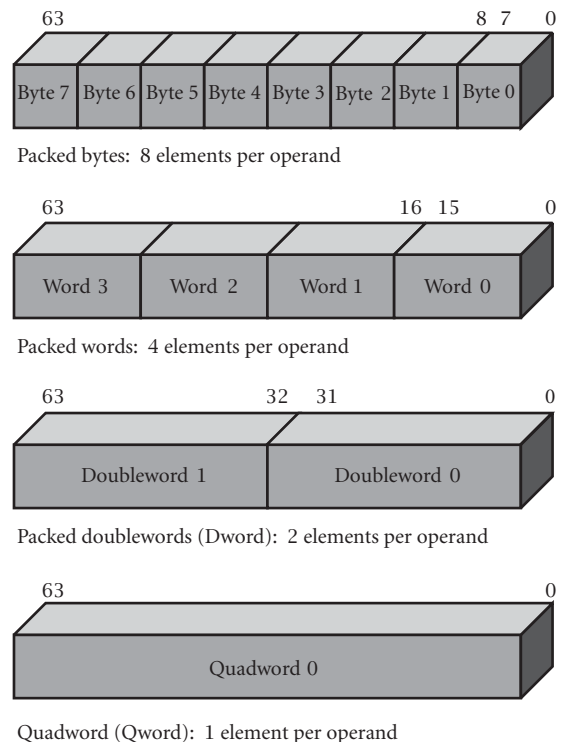 63 8 7 0
Byte 7 Byte 6 Byte 5 Byte 4 Byte 3 Byte 2 Byte 1 Byte 0
Packed bytes: 8 elements per operand
63 16 15 0
Word 3 Word 2 Word 1 Word 0
Packed words: 4 elements per operand
63 32 31 0
Doubleword 1 Doubleword 0
Packed doublewords (Dword): 2 elements per operand
63 0
Quadword 0
Quadword (Qword): 1 element per operand